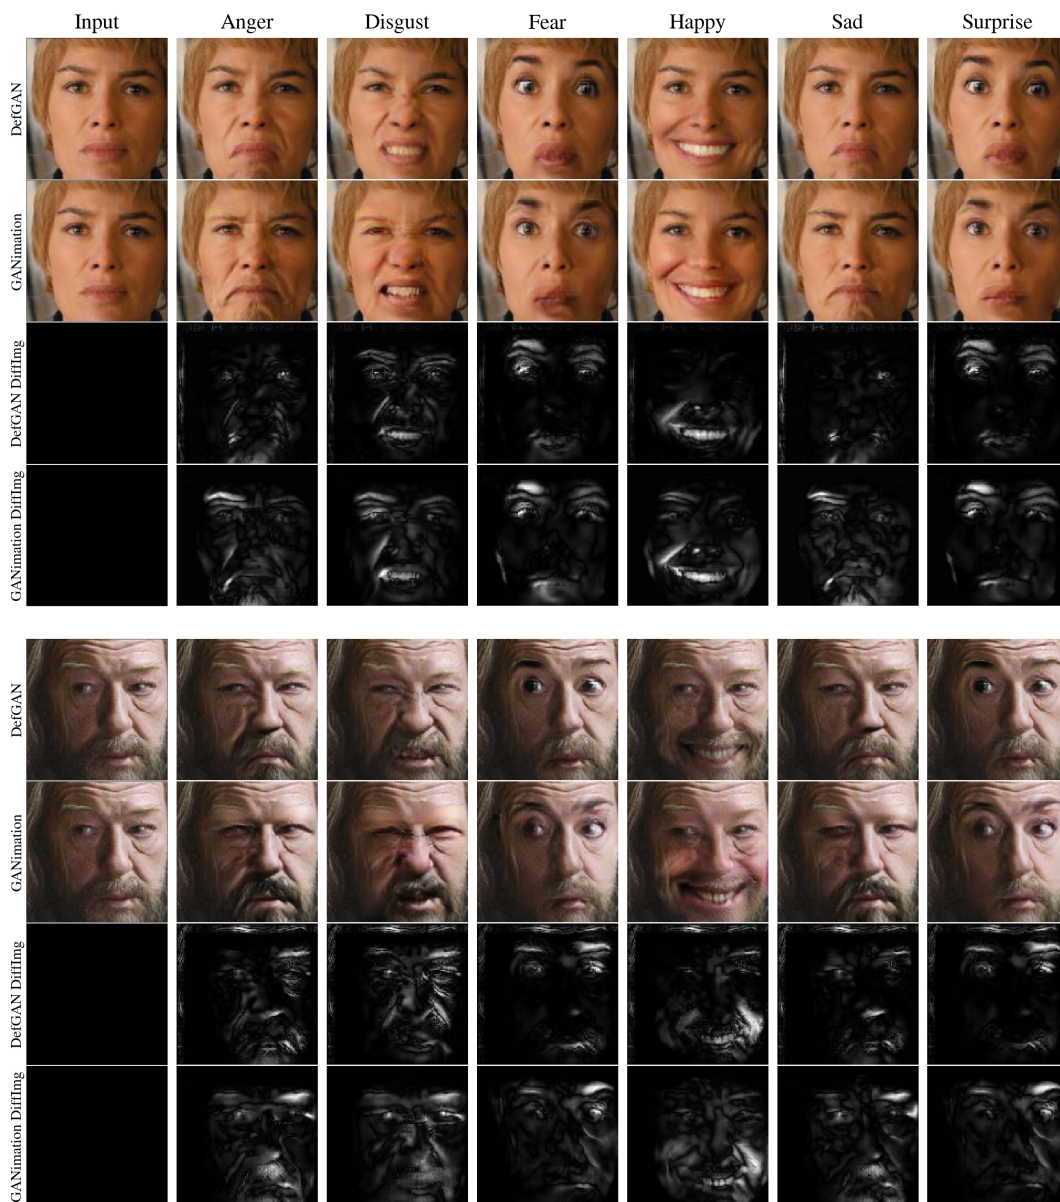 Input Anger Disgust Fear Happy Sad Surprise
DefGAN
GANimation
DefGAN DiffImg
GANimation DiffImg
DefGAN
GANimation
DefGAN DiffImg
GANimation DiffImg